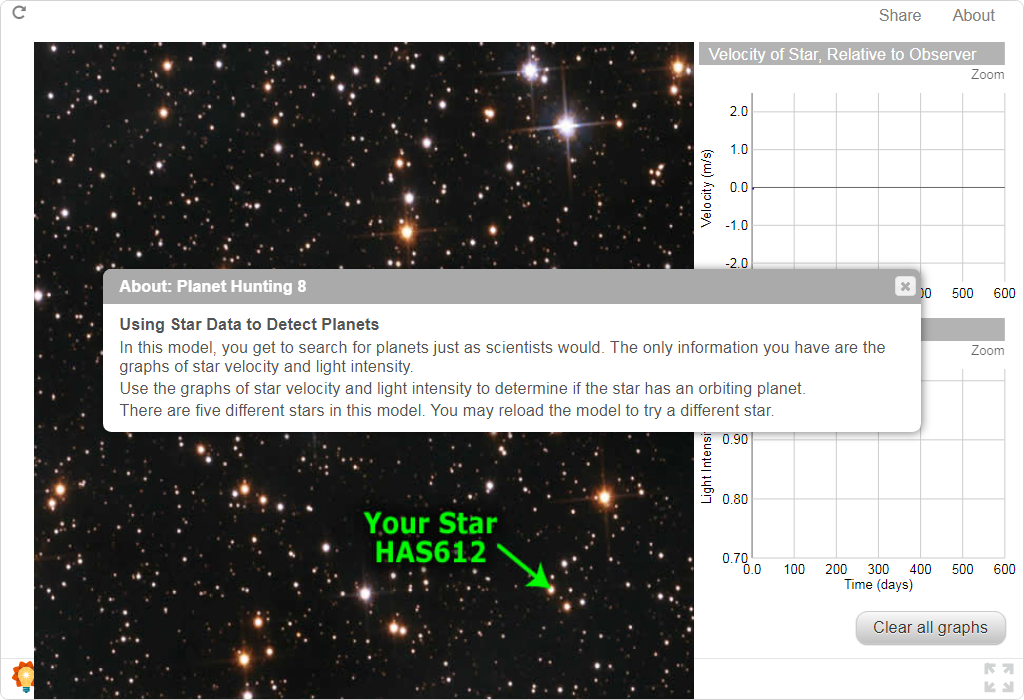 Share About
Velocity of Star, Relative to Observer
Zoom
2.0
1.0
0.0
-1.0
-2.0
Velocity (m/s)
500 600
About: Planet Hunting 8
Using Star Data to Detect Planets
In this model, you get to search for planets just as scientists would. The only information you have are the
graphs of star velocity and light intensity.
Use the graphs of star velocity and light intensity to determine if the star has an orbiting planet.
There are five different stars in this model. You may reload the model to try a different star.
Zoom
0.90
0.80
0.70
Light
0.0 100 200 300 400 500 600
Time (days)
Your Star
HAS612
Clear all graphs